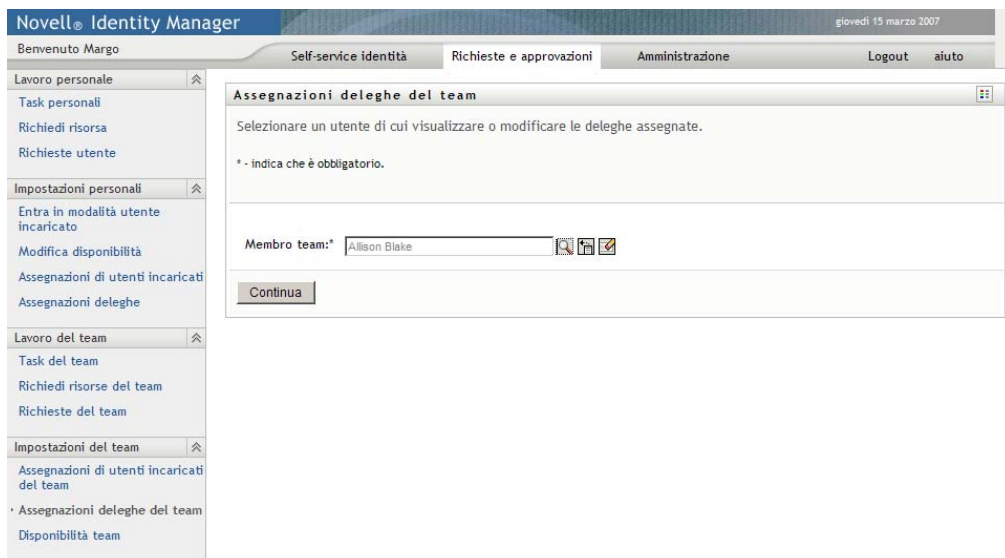 Novell® Identity Manager
giovedì 15 marzo 2007
Benvenuto Margo
Self-service identità
Richieste e approvazioni
Amministrazione
Logout
aiuto
Lavoro personale
Task personali
Richiedi risorsa
Richieste utente
Impostazioni personali
Entra in modalità utente
incaricato
Modifica disponibilità
Assegnazioni di utenti incaricati
Assegnazioni deleghe
Lavoro del team
Task del team
Richiedi risorse del team
Richieste del team
Impostazioni del team
Assegnazioni di utenti incaricati
del team
Assegnazioni deleghe del team
Disponibilità team
Assegnazioni deleghe del team
Selezionare un utente di cui visualizzare o modificare le deleghe assegnate.
* - indica che è obbligatorio.
Membro team:* Allison Blake
Continua